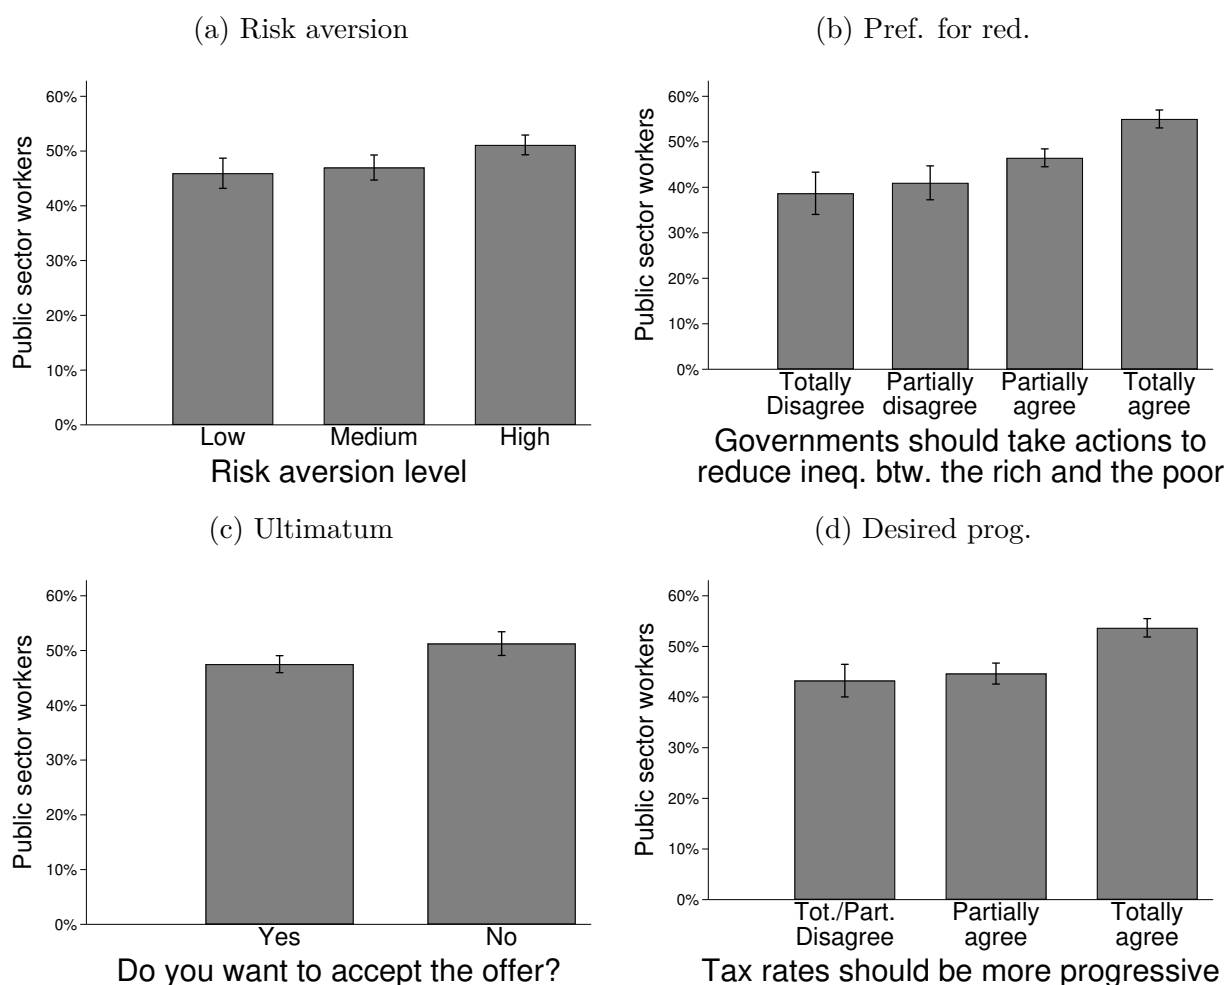 (a) Risk aversion
Public sector workers
60%
50%
40%
30%
20%
10%
0%
Low Medium High
Risk aversion level
(b) Pref. for red.
Public sector workers
60%
50%
40%
30%
20%
10%
0%
Totally Partially Partially Totally
Disagree disagree agree agree
Governments should take actions to
reduce ineq. btw. the rich and the poor
(c) Ultimatum
Public sector workers
60%
50%
40%
30%
20%
10%
0%
Yes No
Do you want to accept the offer?
(d) Desired prog.
Public sector workers
60%
50%
40%
30%
20%
10%
0%
Tot./Part. Partially Totally
Disagree agree agree
Tax rates should be more progressive